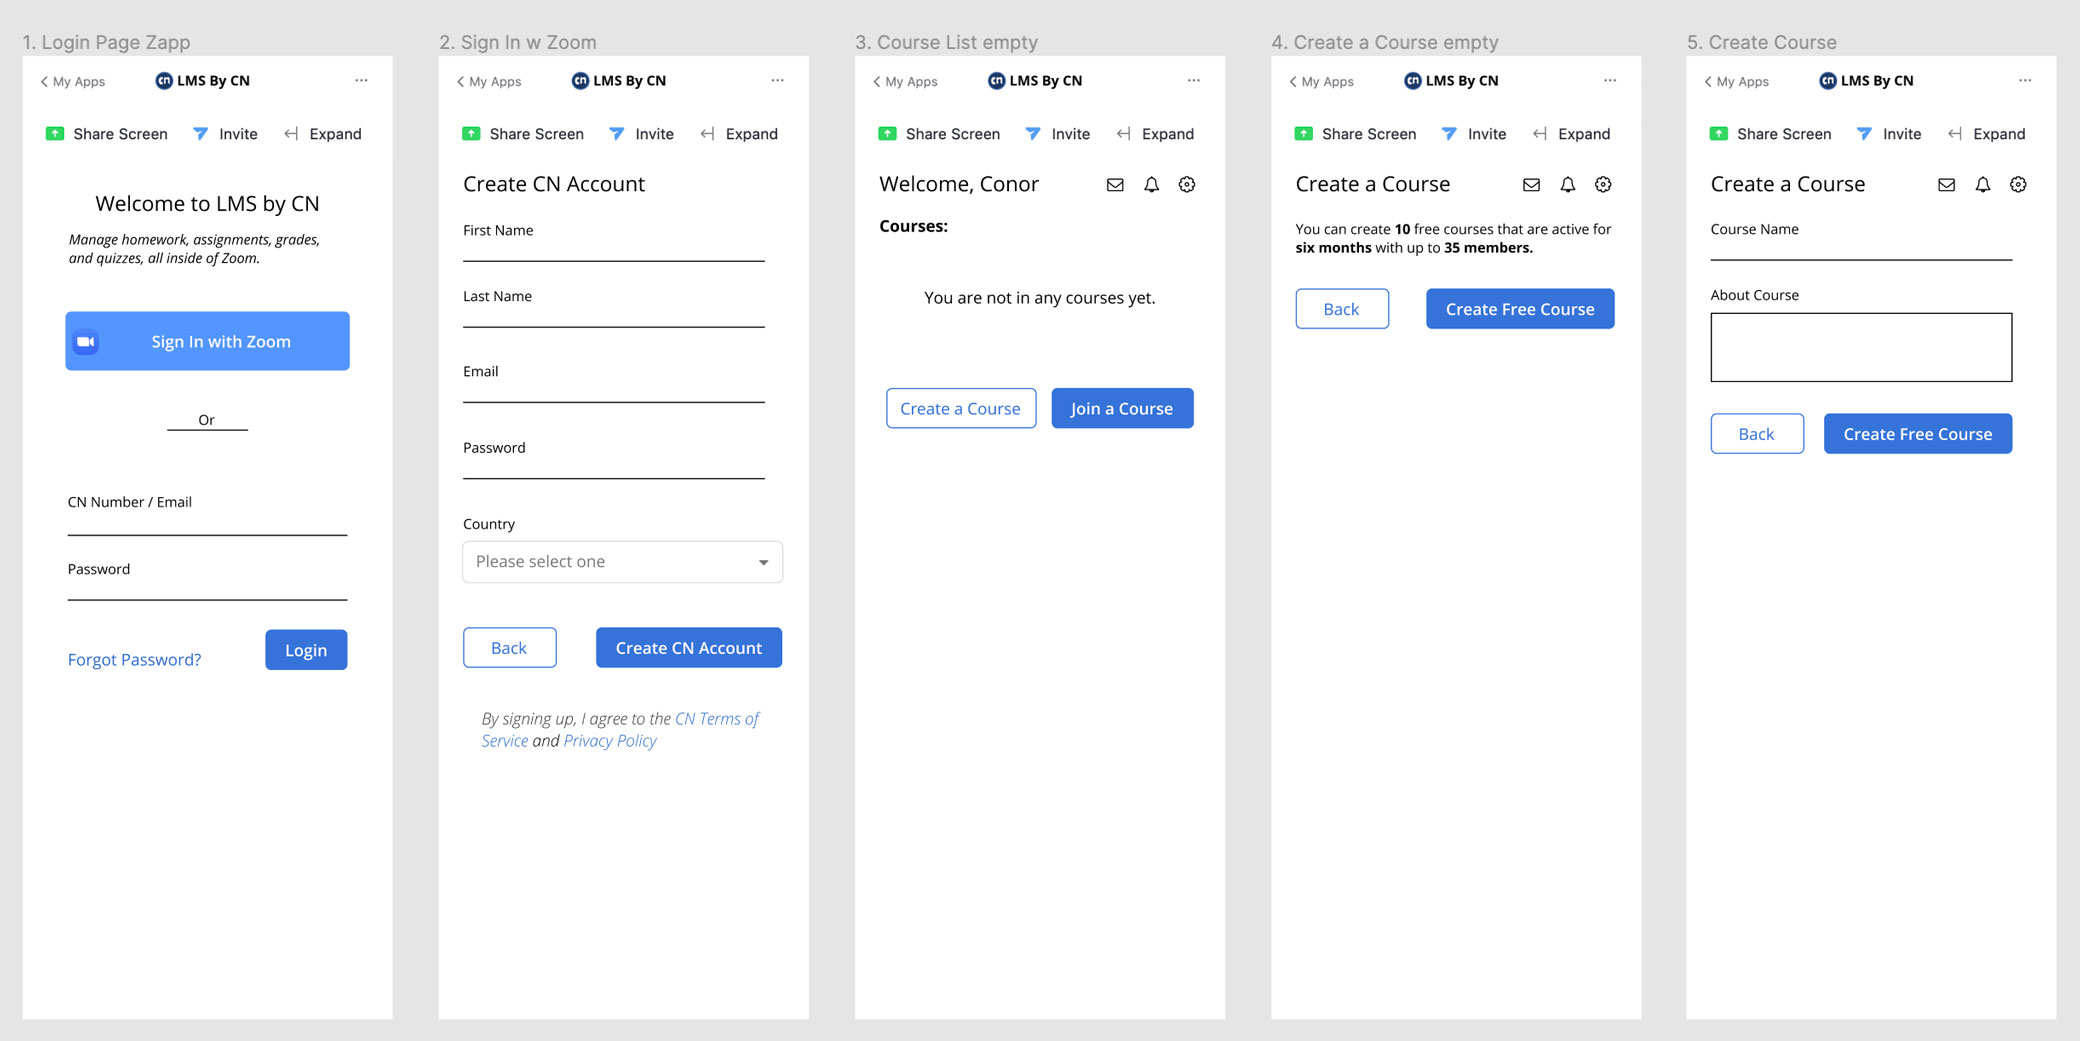 1. Login Page Zapp
My Apps
cn LMS By CN
...
Share Screen
Invite
Expand
Welcome to LMS by CN
Manage homework, assignments, grades,
and quizzes, all inside of Zoom.
Sign In with Zoom
Or
CN Number / Email
Password
Forgot Password?
Login
2. Sign In w Zoom
My Apps
cn LMS By CN
...
Share Screen
Invite
Expand
Create CN Account
First Name
Last Name
Email
Password
Country
Please select one
Back
Create CN Account
By signing up, I agree to the CN Terms of
Service and Privacy Policy
3. Course List empty
My Apps
cn LMS By CN
...
Share Screen
Invite
Expand
Welcome, Conor
Courses:
You are not in any courses yet.
Create a Course
Join a Course
4. Create a Course empty
My Apps
cn LMS By CN
...
Share Screen
Invite
Expand
Create a Course
You can create 10 free courses that are active for
six months with up to 35 members.
Back
Create Free Course
5. Create Course
My Apps
cn LMS By CN
...
Share Screen
Invite
Expand
Create a Course
Course Name
About Course
Back
Create Free Course